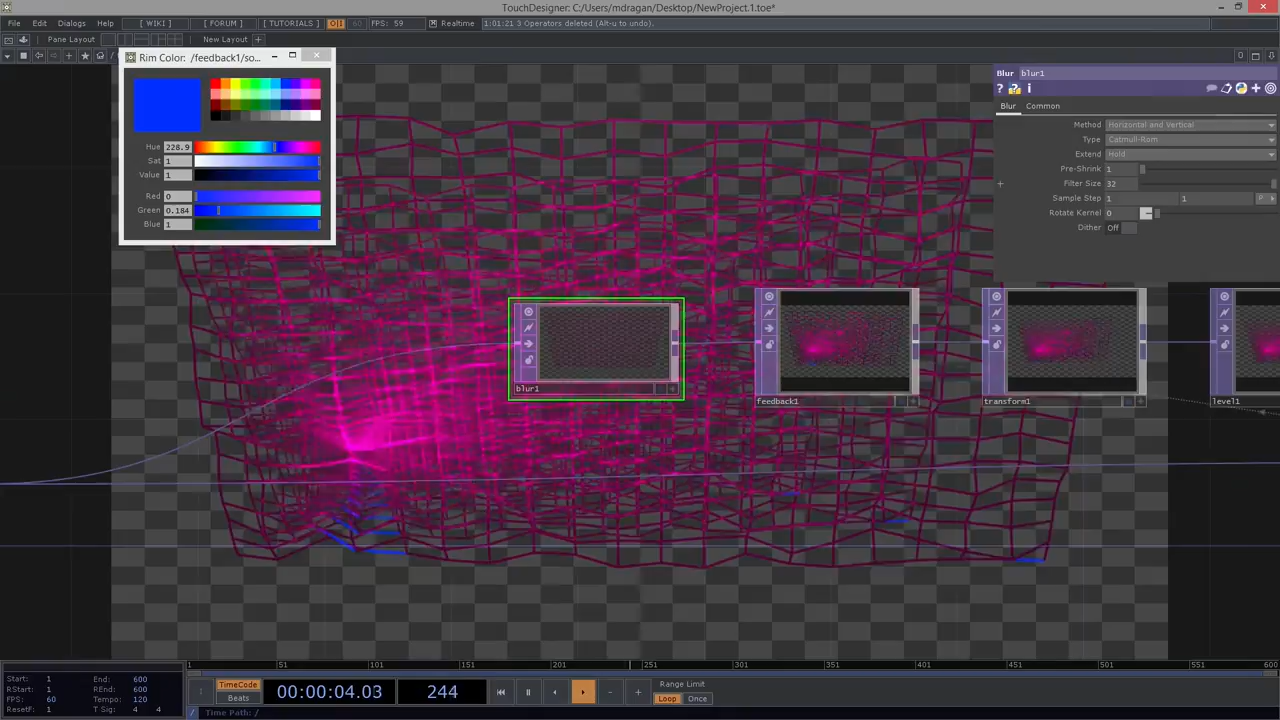 TouchDesigner: C:/Users/mdragan/Desktop/NewProject.1.toe*
File Edit Dialogs Help [ WIKI ] [ FORUM ] [ TUTORIALS ] O|I 60 FPS: 59 Realtime 1:01:21 3 Operators deleted (Alt-u to undo).
Pane Layout New Layout +
Rim Color: /feedback1/so...
Hue 228.9
Sat 1
Value 1
Red 0
Green 0.184
Blue 1
Blur blur1
? i
Blur Common
Method Horizontal and Vertical
Type Catmull-Rom
Extend Hold
Pre-Shrink 1
Filter Size 32
Sample Step 1 1 P
Rotate Kernel 0
Dither Off
blur1
feedback1
transform1
level1
1 51 101 151 201 251 301 351 401 451 501 551 600
Start: 1 End: 600
RStart: 1 REnd: 600
FPS: 60 Tempo: 120
ResetF: 1 T Sig: 4 4
TimeCode
Beats
00:00:04.03
244
Range Limit
Loop Once
/ Time Path: /